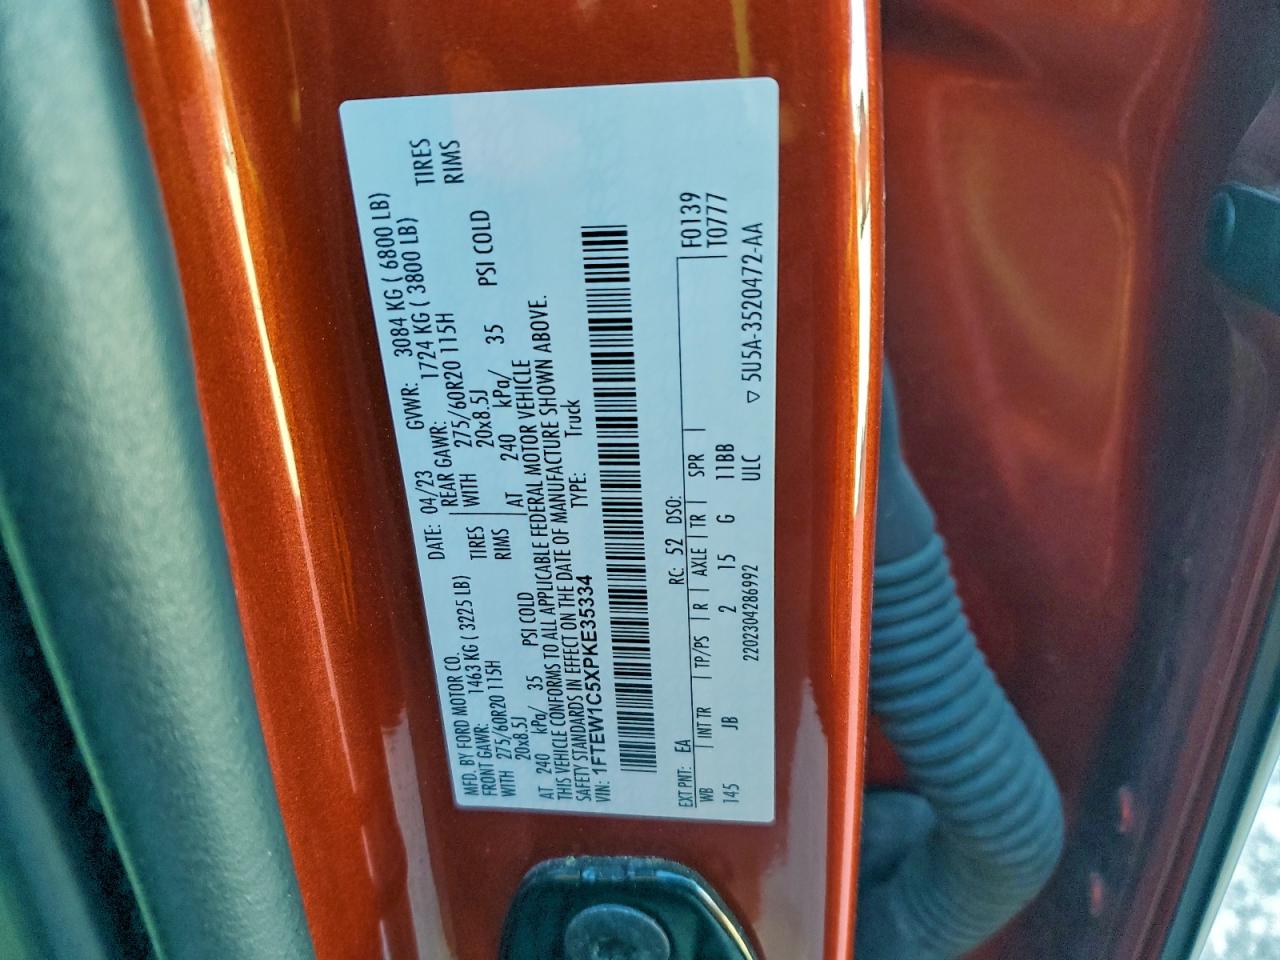 MFD. BY FORD MOTOR CO.
DATE: 04/23 GVWR: 3084 KG ( 6800 LB)
FRONT GAWR: 1463 KG ( 3225 LB) REAR GAWR: 1724 KG ( 3800 LB)
WITH 275/60R20 115H TIRES WITH 275/60R20 115H TIRES
20x8.5J RIMS 20x8.5J RIMS
AT 240 kPa/ 35 PSI COLD AT 240 kPa/ 35 PSI COLD
THIS VEHICLE CONFORMS TO ALL APPLICABLE FEDERAL MOTOR VEHICLE
SAFETY STANDARDS IN EFFECT ON THE DATE OF MANUFACTURE SHOWN ABOVE.
VIN: 1FTEW1C5XPKE35334 TYPE: Truck
EXT PNT: EA RC: 52 DSO: F0139
WB INT TR TP/PS R AXLE TR SPR T0777
145 JB 2 15 G 11BB
2202304286992 ULC ▽ 5U5A-3520472-AA